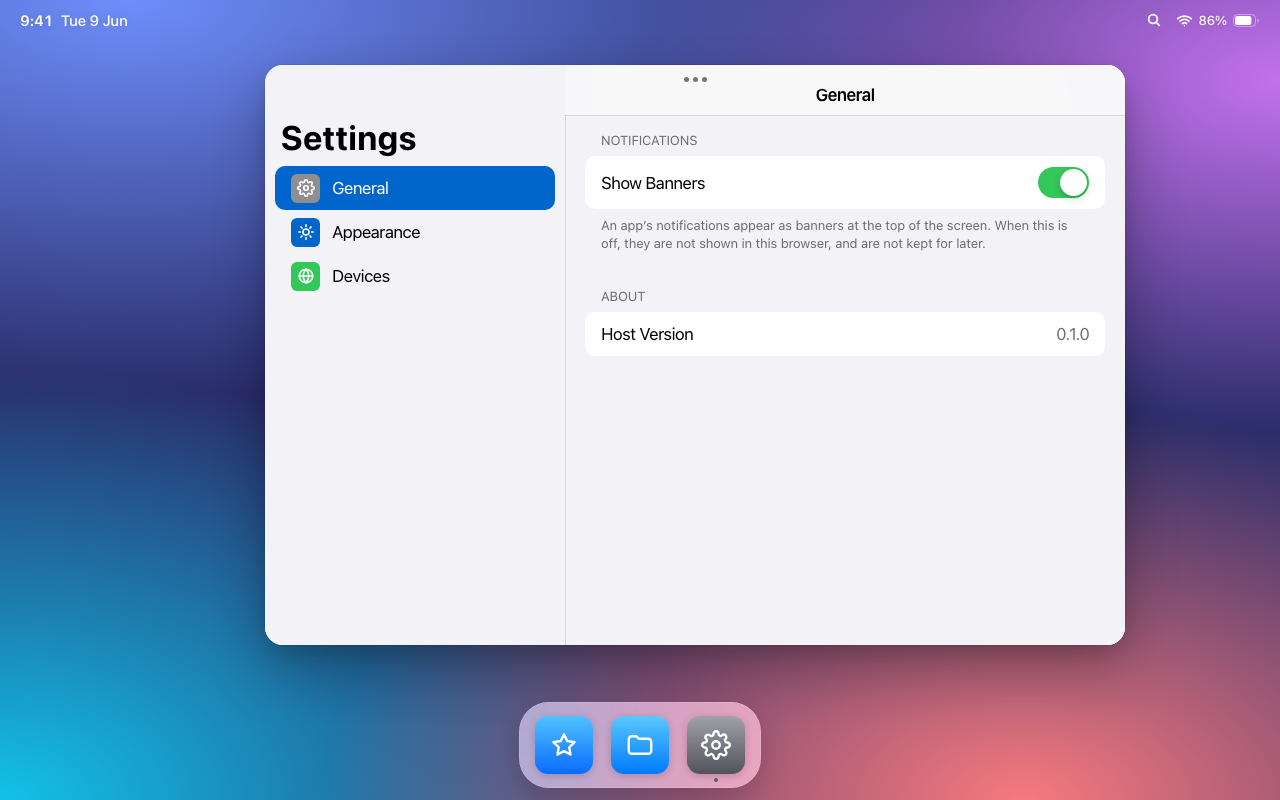 9:41 Tue 9 Jun
86%
General
Settings
General
Appearance
Devices
NOTIFICATIONS
Show Banners
An app's notifications appear as banners at the top of the screen. When this is
off, they are not shown in this browser, and are not kept for later.
ABOUT
Host Version 0.1.0